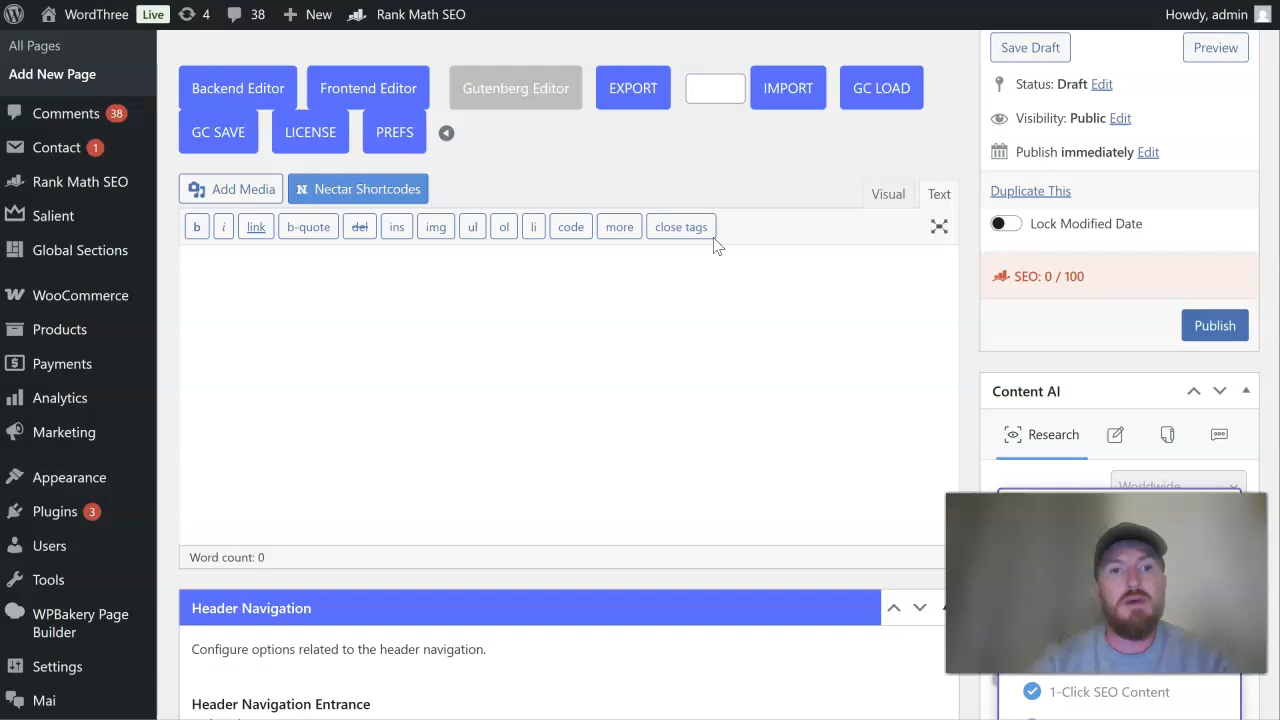 WordThree Live 4 38 New Rank Math SEO Howdy, admin
All Pages
Add New Page
Comments 38
Contact 1
Rank Math SEO
Salient
Global Sections
WooCommerce
Products
Payments
Analytics
Marketing
Appearance
Plugins 3
Users
Tools
WPBakery Page
Builder
Settings
Mai
Backend Editor Frontend Editor Gutenberg Editor EXPORT IMPORT GC LOAD
GC SAVE LICENSE PREFS
Add Media N Nectar Shortcodes
Visual Text
b i link b-quote del ins img ul ol li code more close tags
Word count: 0
Header Navigation
Configure options related to the header navigation.
Header Navigation Entrance
Save Draft Preview
Status: Draft Edit
Visibility: Public Edit
Publish immediately Edit
Duplicate This
Lock Modified Date
SEO: 0 / 100
Publish
Content AI
Research
Worldwide
1-Click SEO Content